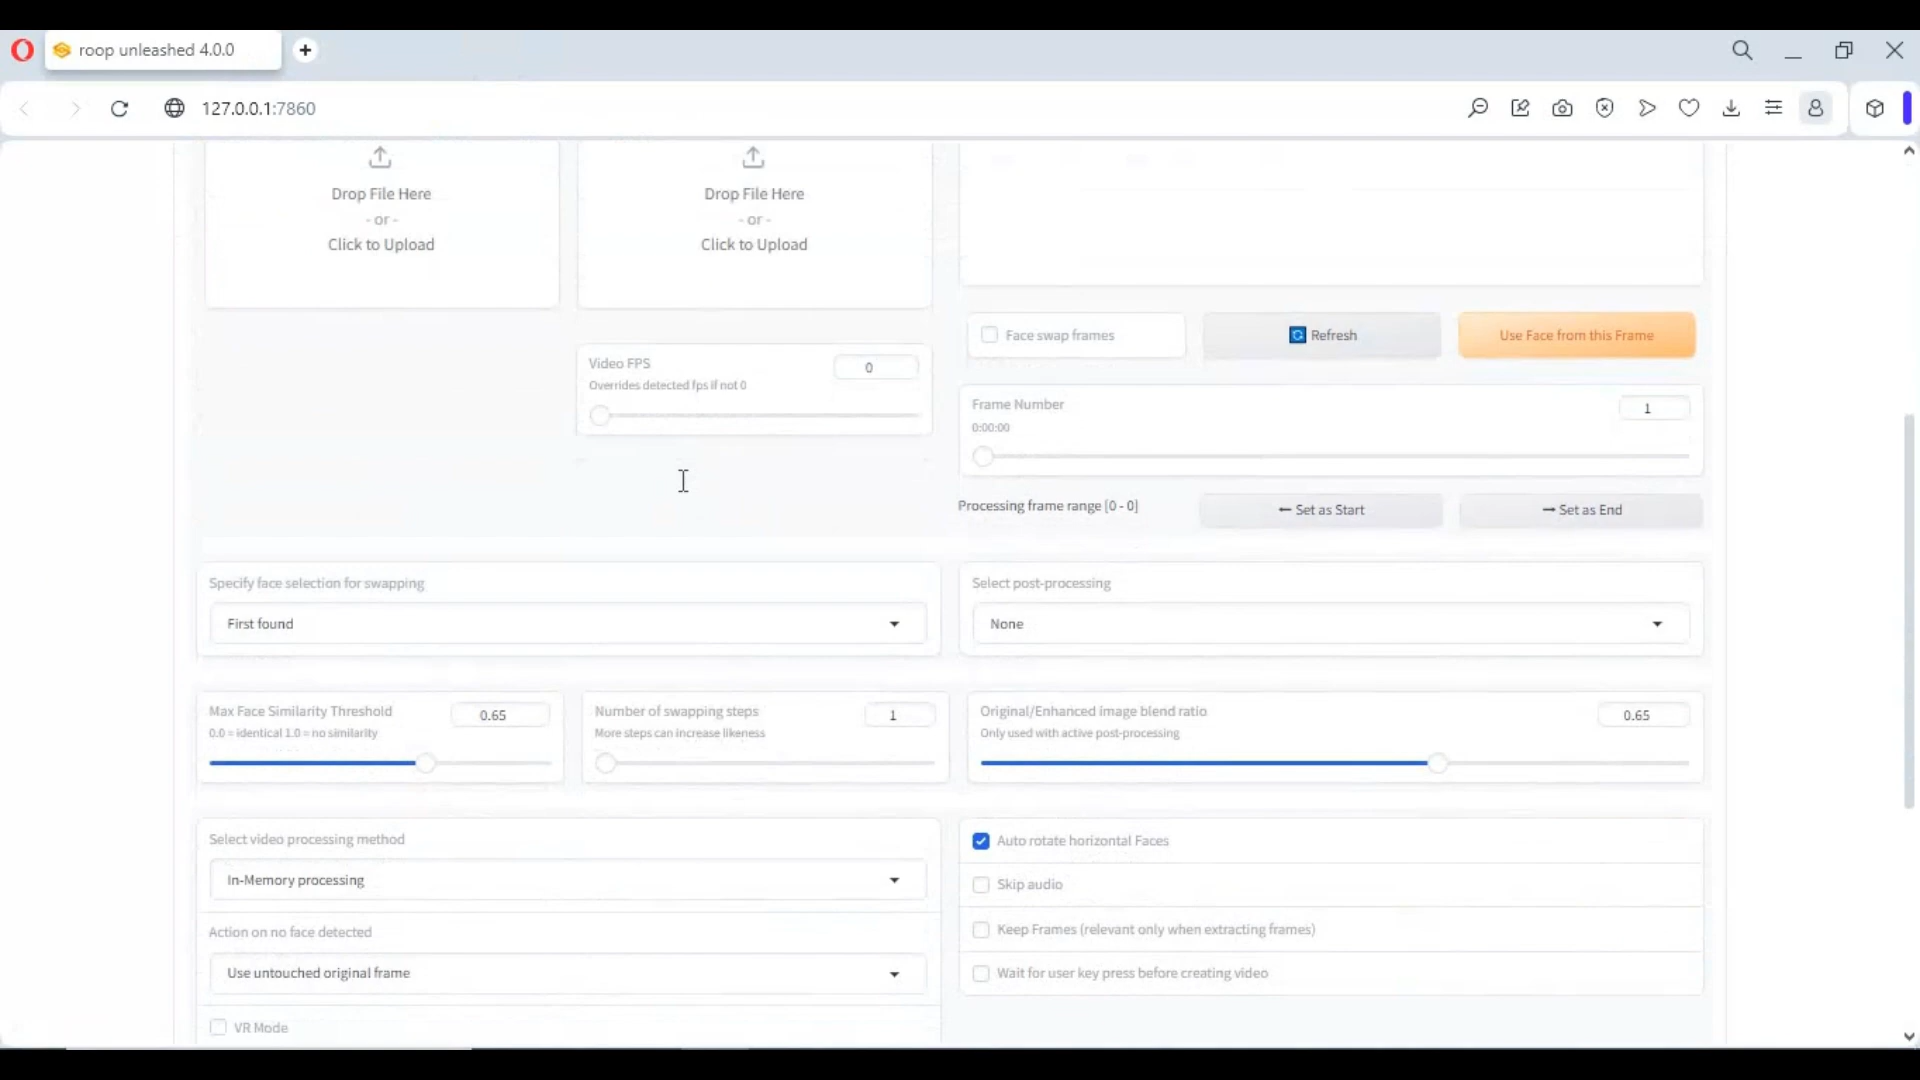 roop unleashed 4.0.0
127.0.0.1:7860
Drop File Here
- or -
Click to Upload
Drop File Here
- or -
Click to Upload
Face swap frames
Refresh
Use Face from this Frame
Video FPS
0
Overrides detected fps if not 0
Frame Number
1
0:00:00
Processing frame range [0 - 0]
← Set as Start
→ Set as End
Specify face selection for swapping
First found
Select post-processing
None
Max Face Similarity Threshold
0.65
0.0 = identical 1.0 = no similarity
Number of swapping steps
1
More steps can increase likeness
Original/Enhanced image blend ratio
0.65
Only used with active post-processing
Select video processing method
In-Memory processing
Action on no face detected
Use untouched original frame
VR Mode
Auto rotate horizontal Faces
Skip audio
Keep Frames (relevant only when extracting frames)
Wait for user key press before creating video